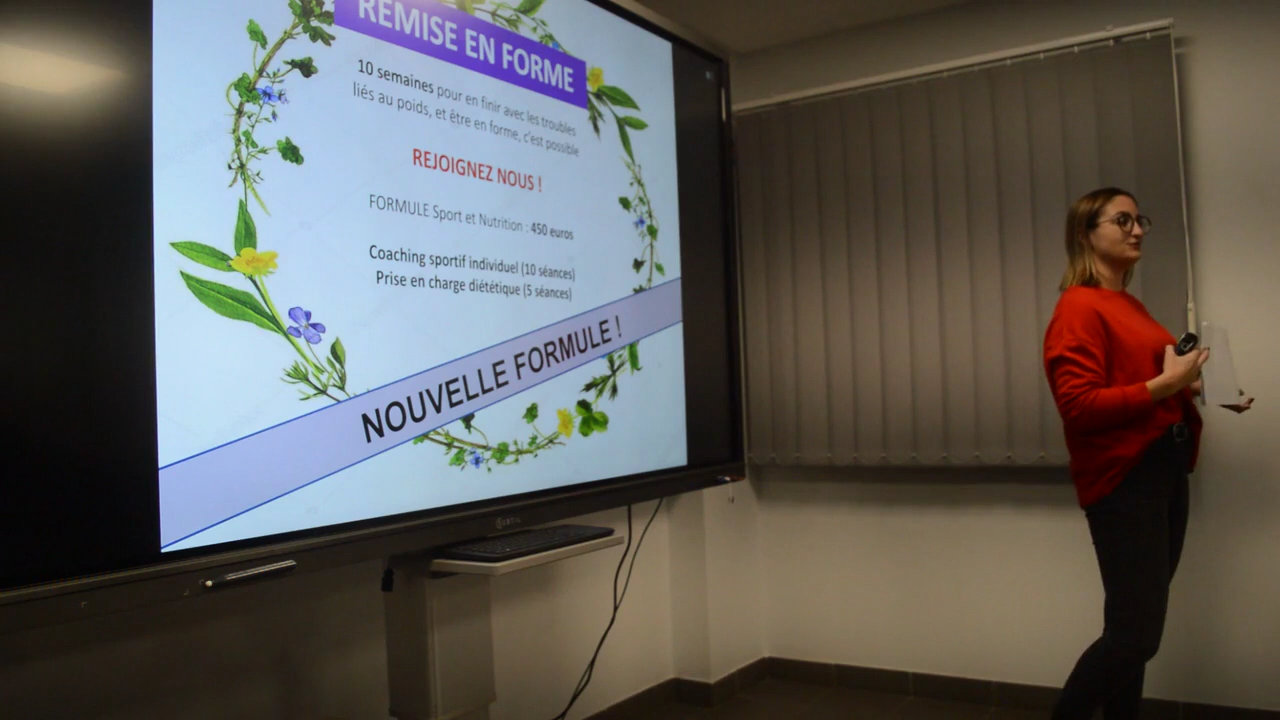 REMISE EN FORME
10 semaines pour en finir avec les troubles
liés au poids, et être en forme, c'est possible
REJOIGNEZ NOUS !
FORMULE Sport et Nutrition : 450 euros
Coaching sportif individuel (10 séances)
Prise en charge diététique (5 séances)
NOUVELLE FORMULE !